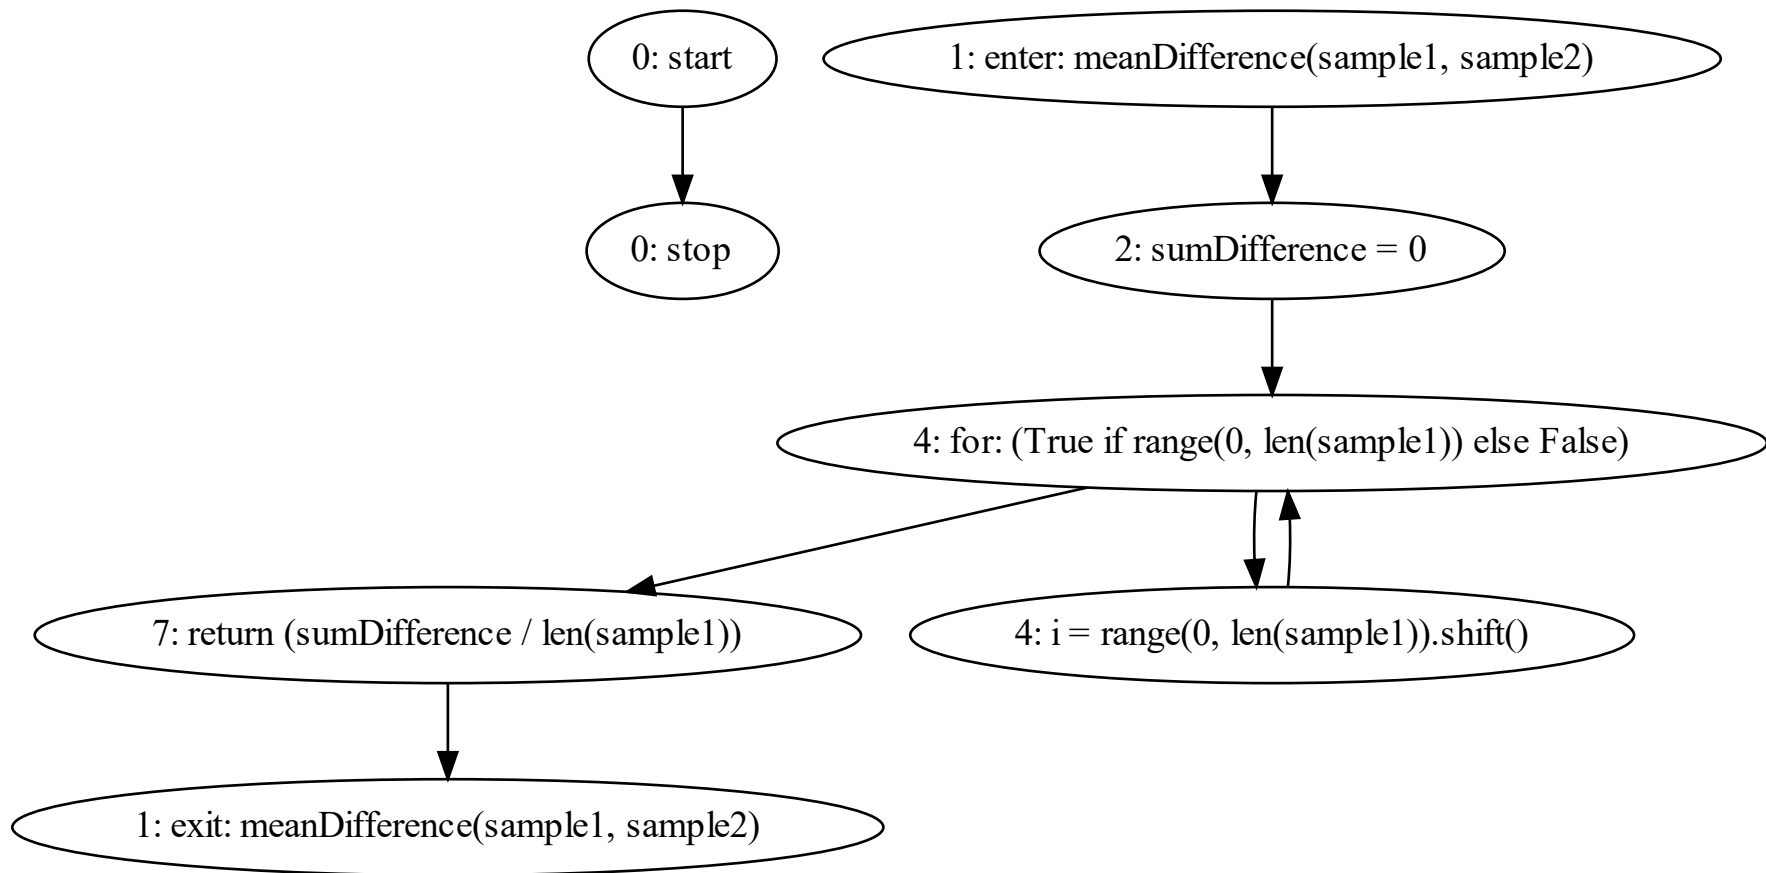 0: start
1: enter: meanDifference(sample1, sample2)
0: stop
2: sumDifference = 0
4: for: (True if range(0, len(sample1)) else False)
7: return (sumDifference / len(sample1))
4: i = range(0, len(sample1)).shift()
1: exit: meanDifference(sample1, sample2)